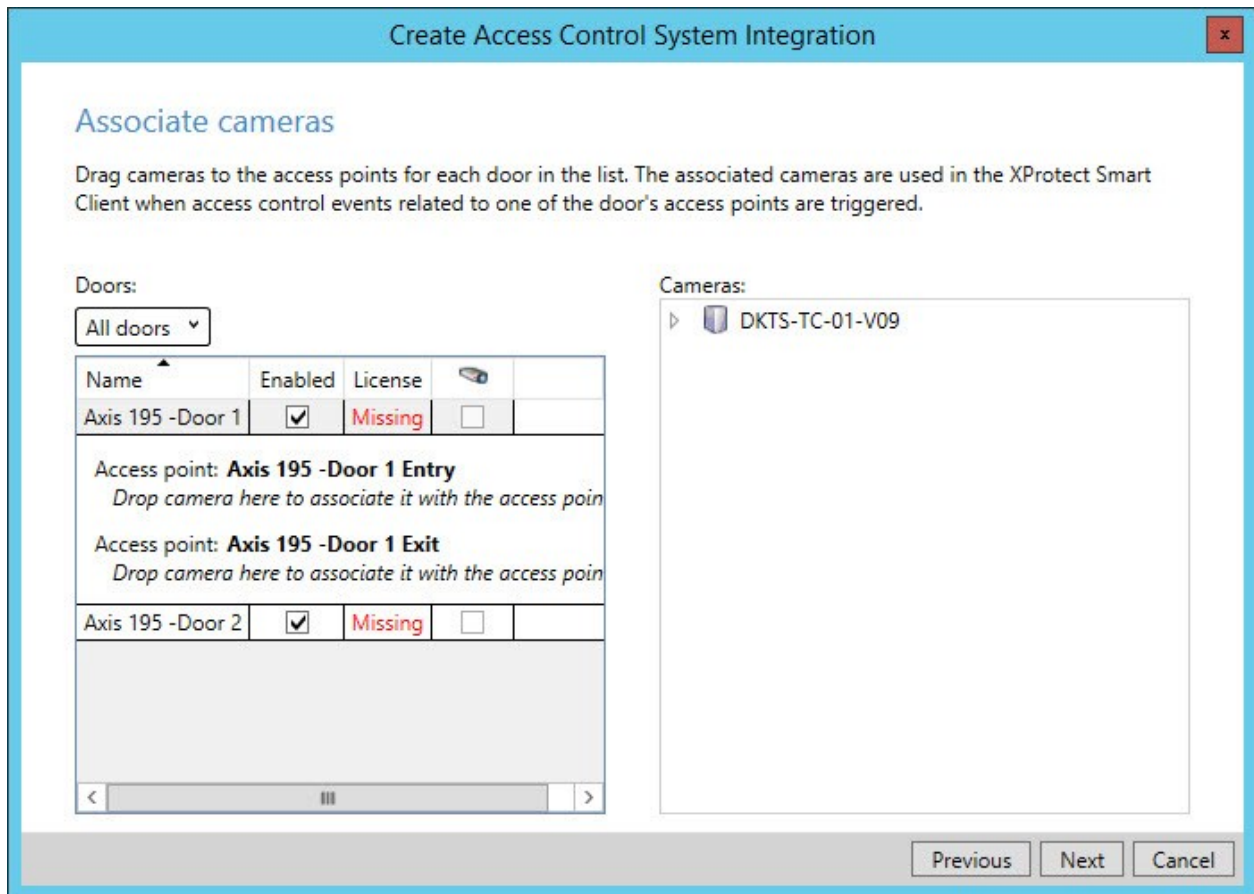 Create Access Control System Integration
x
Associate cameras
Drag cameras to the access points for each door in the list. The associated cameras are used in the XProtect Smart
Client when access control events related to one of the door's access points are triggered.
Doors:
All doors
Name Enabled License
Axis 195 -Door 1 Missing
Access point: Axis 195 -Door 1 Entry
Drop camera here to associate it with the access poin
Access point: Axis 195 -Door 1 Exit
Drop camera here to associate it with the access poin
Axis 195 -Door 2 Missing
Cameras:
DKTS-TC-01-V09
Previous Next Cancel